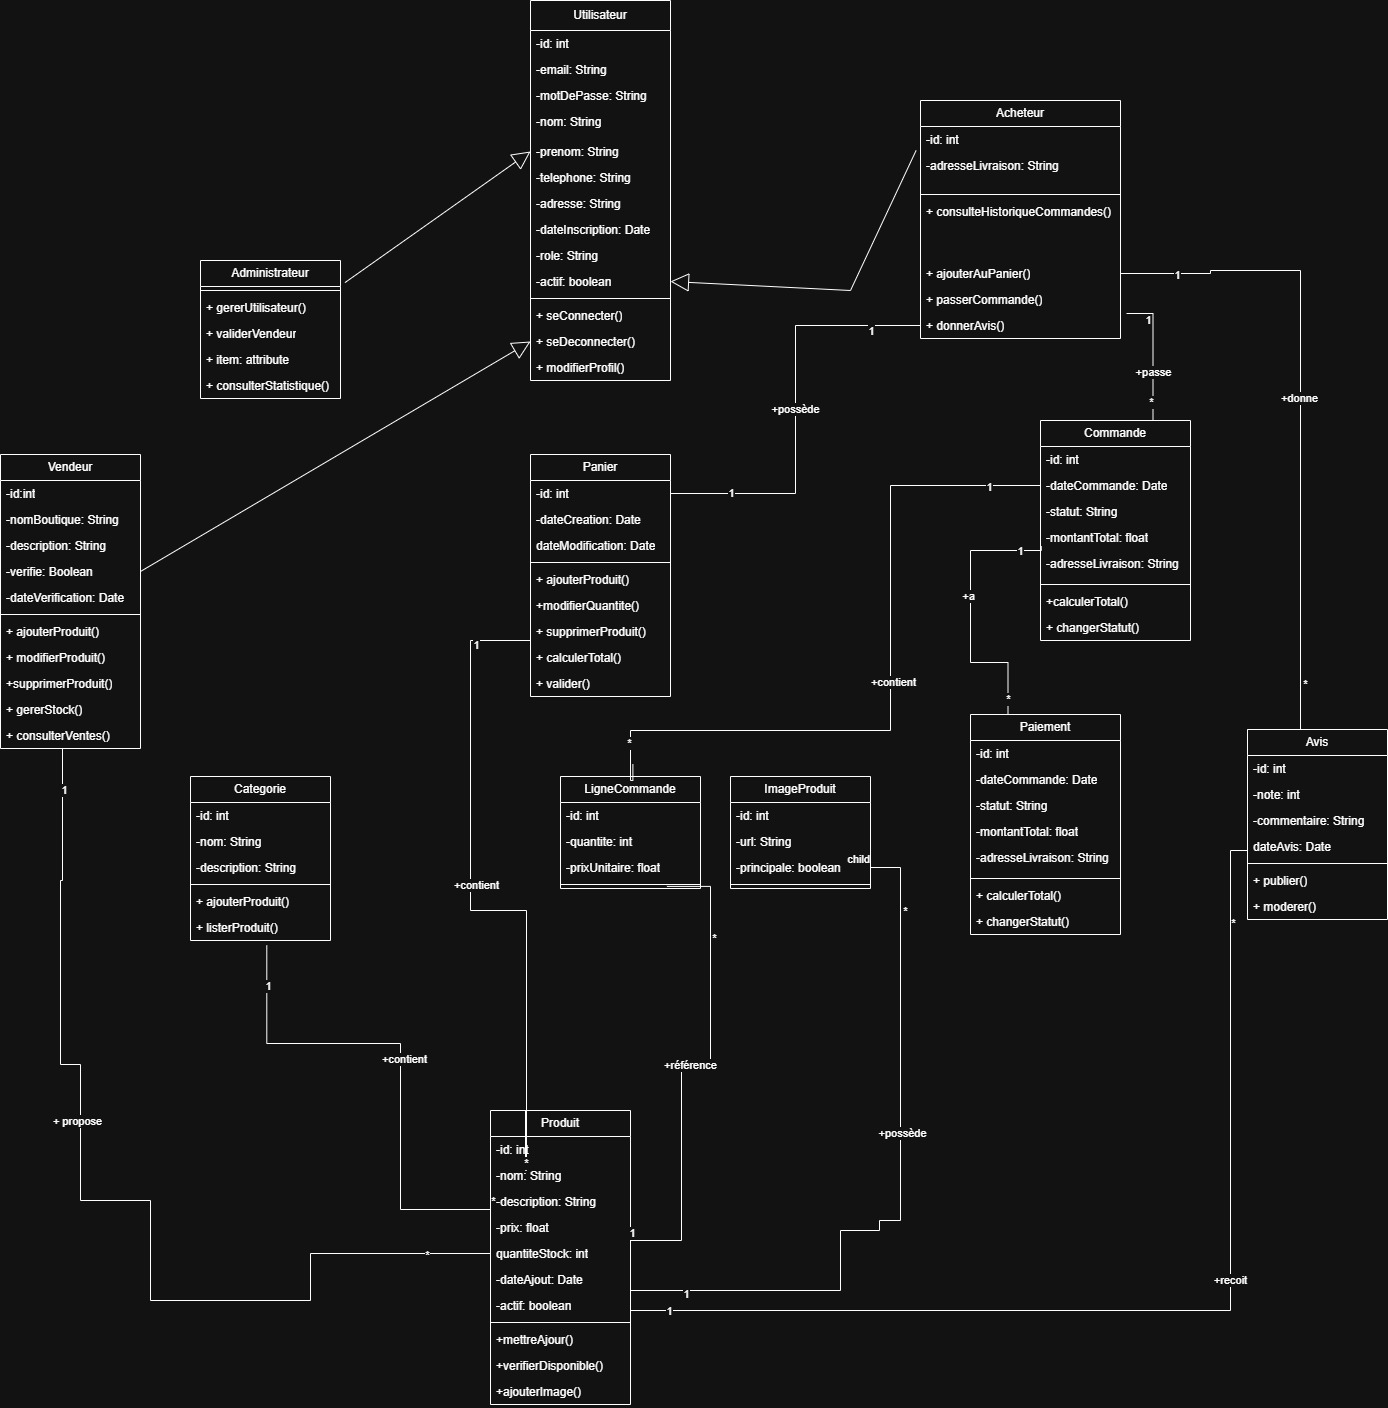 Utilisateur
-id: int
-email: String
-motDePasse: String
-nom: String
-prenom: String
-telephone: String
-adresse: String
-dateInscription: Date
-role: String
-actif: boolean
+ seConnecter()
+ seDeconnecter()
+ modifierProfil()
Acheteur
-id: int
-adresseLivraison: String
+ consulteHistoriqueCommandes()
+ ajouterAuPanier()
+ passerCommande()
+ donnerAvis()
1
1
1
+passe
*
+donne
*
+possède
1
Administrateur
+ gererUtilisateur()
+ validerVendeur
+ item: attribute
+ consulterStatistique()
Vendeur
-id:int
-nomBoutique: String
-description: String
-verifie: Boolean
-dateVerification: Date
+ ajouterProduit()
+ modifierProduit()
+supprimerProduit()
+ gererStock()
+ consulterVentes()
1
+ propose
*
Panier
-id: int
-dateCreation: Date
dateModification: Date
+ ajouterProduit()
+modifierQuantite()
+ supprimerProduit()
+ calculerTotal()
+ valider()
1
+contient
*
Commande
-id: int
-dateCommande: Date
-statut: String
-montantTotal: float
-adresseLivraison: String
+calculerTotal()
+ changerStatut()
1
+contient
*
1
+a
*
Paiement
-id: int
-dateCommande: Date
-statut: String
-montantTotal: float
-adresseLivraison: String
+ calculerTotal()
+ changerStatut()
Avis
-id: int
-note: int
-commentaire: String
dateAvis: Date
+ publier()
+ moderer()
*
+recoit
1
Categorie
-id: int
-nom: String
-description: String
+ ajouterProduit()
+ listerProduit()
1
+contient
*
LigneCommande
-id: int
-quantite: int
-prixUnitaire: float
*
+référence
1
ImageProduit
-id: int
-url: String
-principale: boolean
child
*
+possède
1
Produit
-id: int
-nom: String
-description: String
-prix: float
quantiteStock: int
-dateAjout: Date
-actif: boolean
+mettreAjour()
+verifierDisponible()
+ajouterImage()